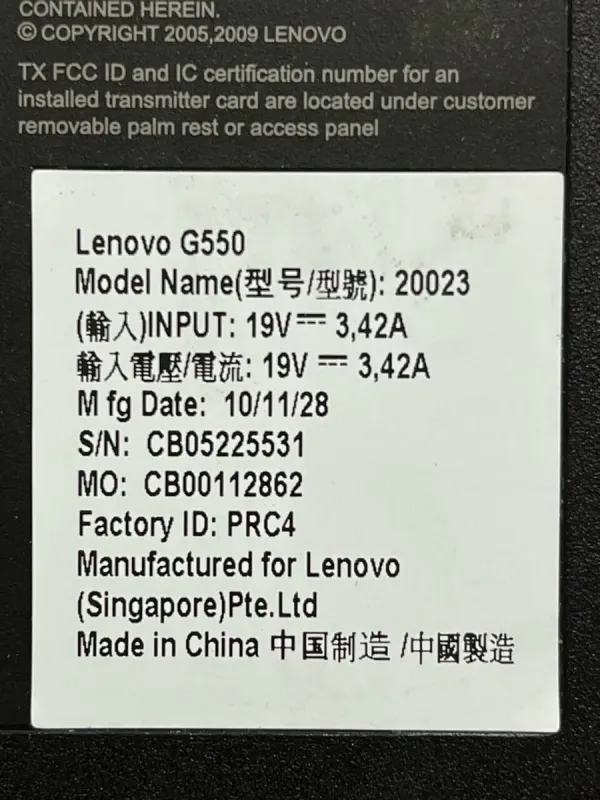 CONTAINED HEREIN.
© COPYRIGHT 2005,2009 LENOVO
TX FCC ID and IC certification number for an
installed transmitter card are located under customer
removable palm rest or access panel
Lenovo G550
Model Name(型号/型號): 20023
(輸入)INPUT: 19V⎓ 3,42A
輸入電壓/電流: 19V ⎓ 3,42A
M fg Date: 10/11/28
S/N: CB05225531
MO: CB00112862
Factory ID: PRC4
Manufactured for Lenovo
(Singapore)Pte.Ltd
Made in China 中国制造 /中國製造